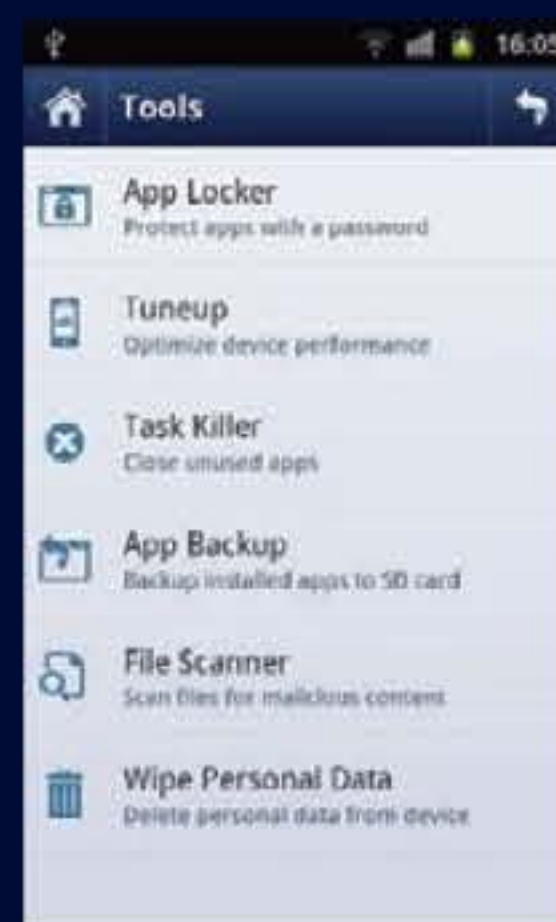 16:05
Tools
App Locker
Protect apps with a password
Tuneup
Optimize device performance
Task Killer
Close unused apps
App Backup
Backup installed apps to SD card
File Scanner
Scan files for malicious content
Wipe Personal Data
Delete personal data from device